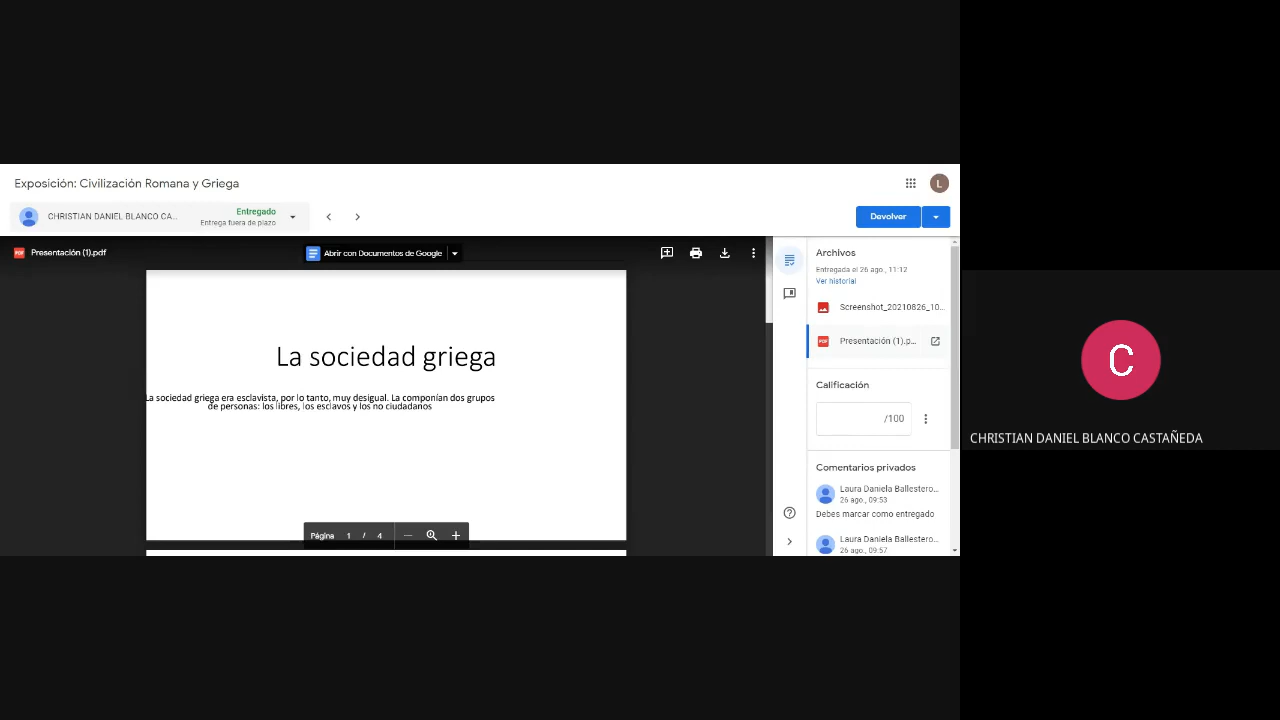 Exposición: Civilización Romana y Griega
L
CHRISTIAN DANIEL BLANCO CA...
Entregado
Entrega fuera de plazo
Devolver
PDF
Presentación (1).pdf
Abrir con Documentos de Google
La sociedad griega
La sociedad griega era esclavista, por lo tanto, muy desigual. La componían dos grupos
de personas: los libres, los esclavos y los no ciudadanos
Página 1 / 4
Archivos
Entregada el 26 ago., 11:12
Ver historial
Screenshot_20210826_10...
PDF
Presentación (1).p...
Calificación
/100
Comentarios privados
Laura Daniela Ballestero...
26 ago., 09:53
Debes marcar como entregado
Laura Daniela Ballestero...
26 ago., 09:57
C
CHRISTIAN DANIEL BLANCO CASTAÑEDA